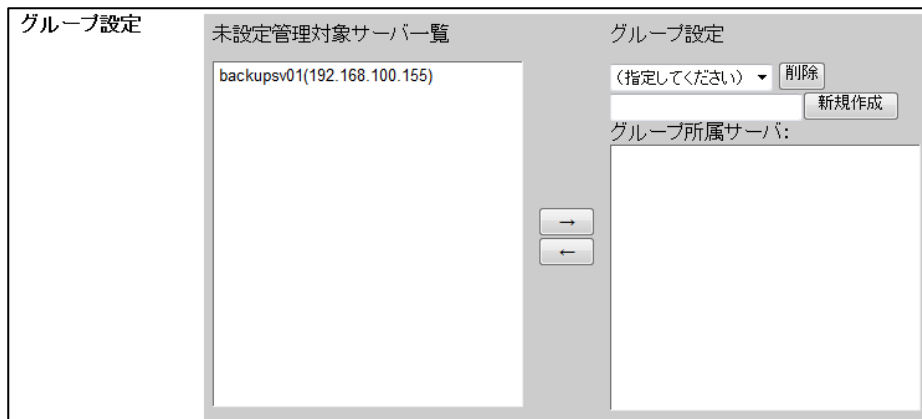 グループ設定
未設定管理対象サーバ一覧
backupsv01(192.168.100.155)
→
←
グループ設定
(指定してください)
削除
新規作成
グループ所属サーバ: